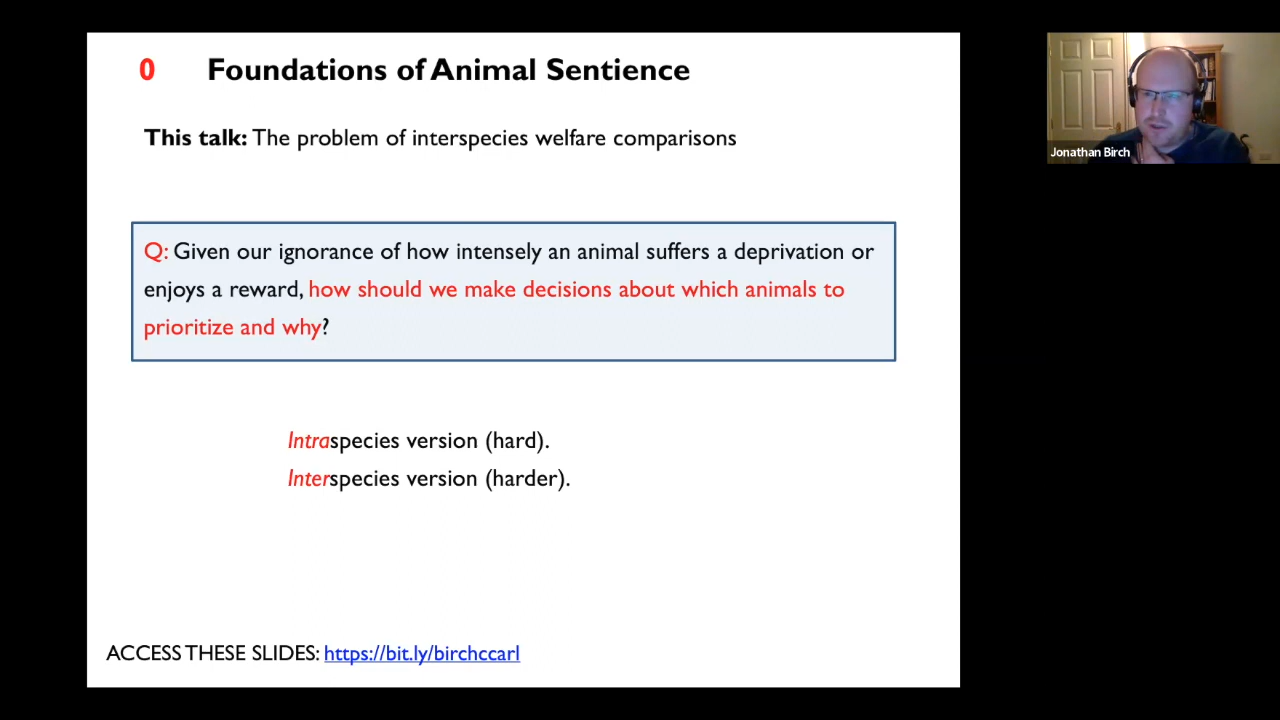 0 Foundations of Animal Sentience
This talk: The problem of interspecies welfare comparisons
Q: Given our ignorance of how intensely an animal suffers a deprivation or
enjoys a reward, how should we make decisions about which animals to
prioritize and why?
Intraspecies version (hard).
Interspecies version (harder).
ACCESS THESE SLIDES: https://bit.ly/birchccarl
Jonathan Birch